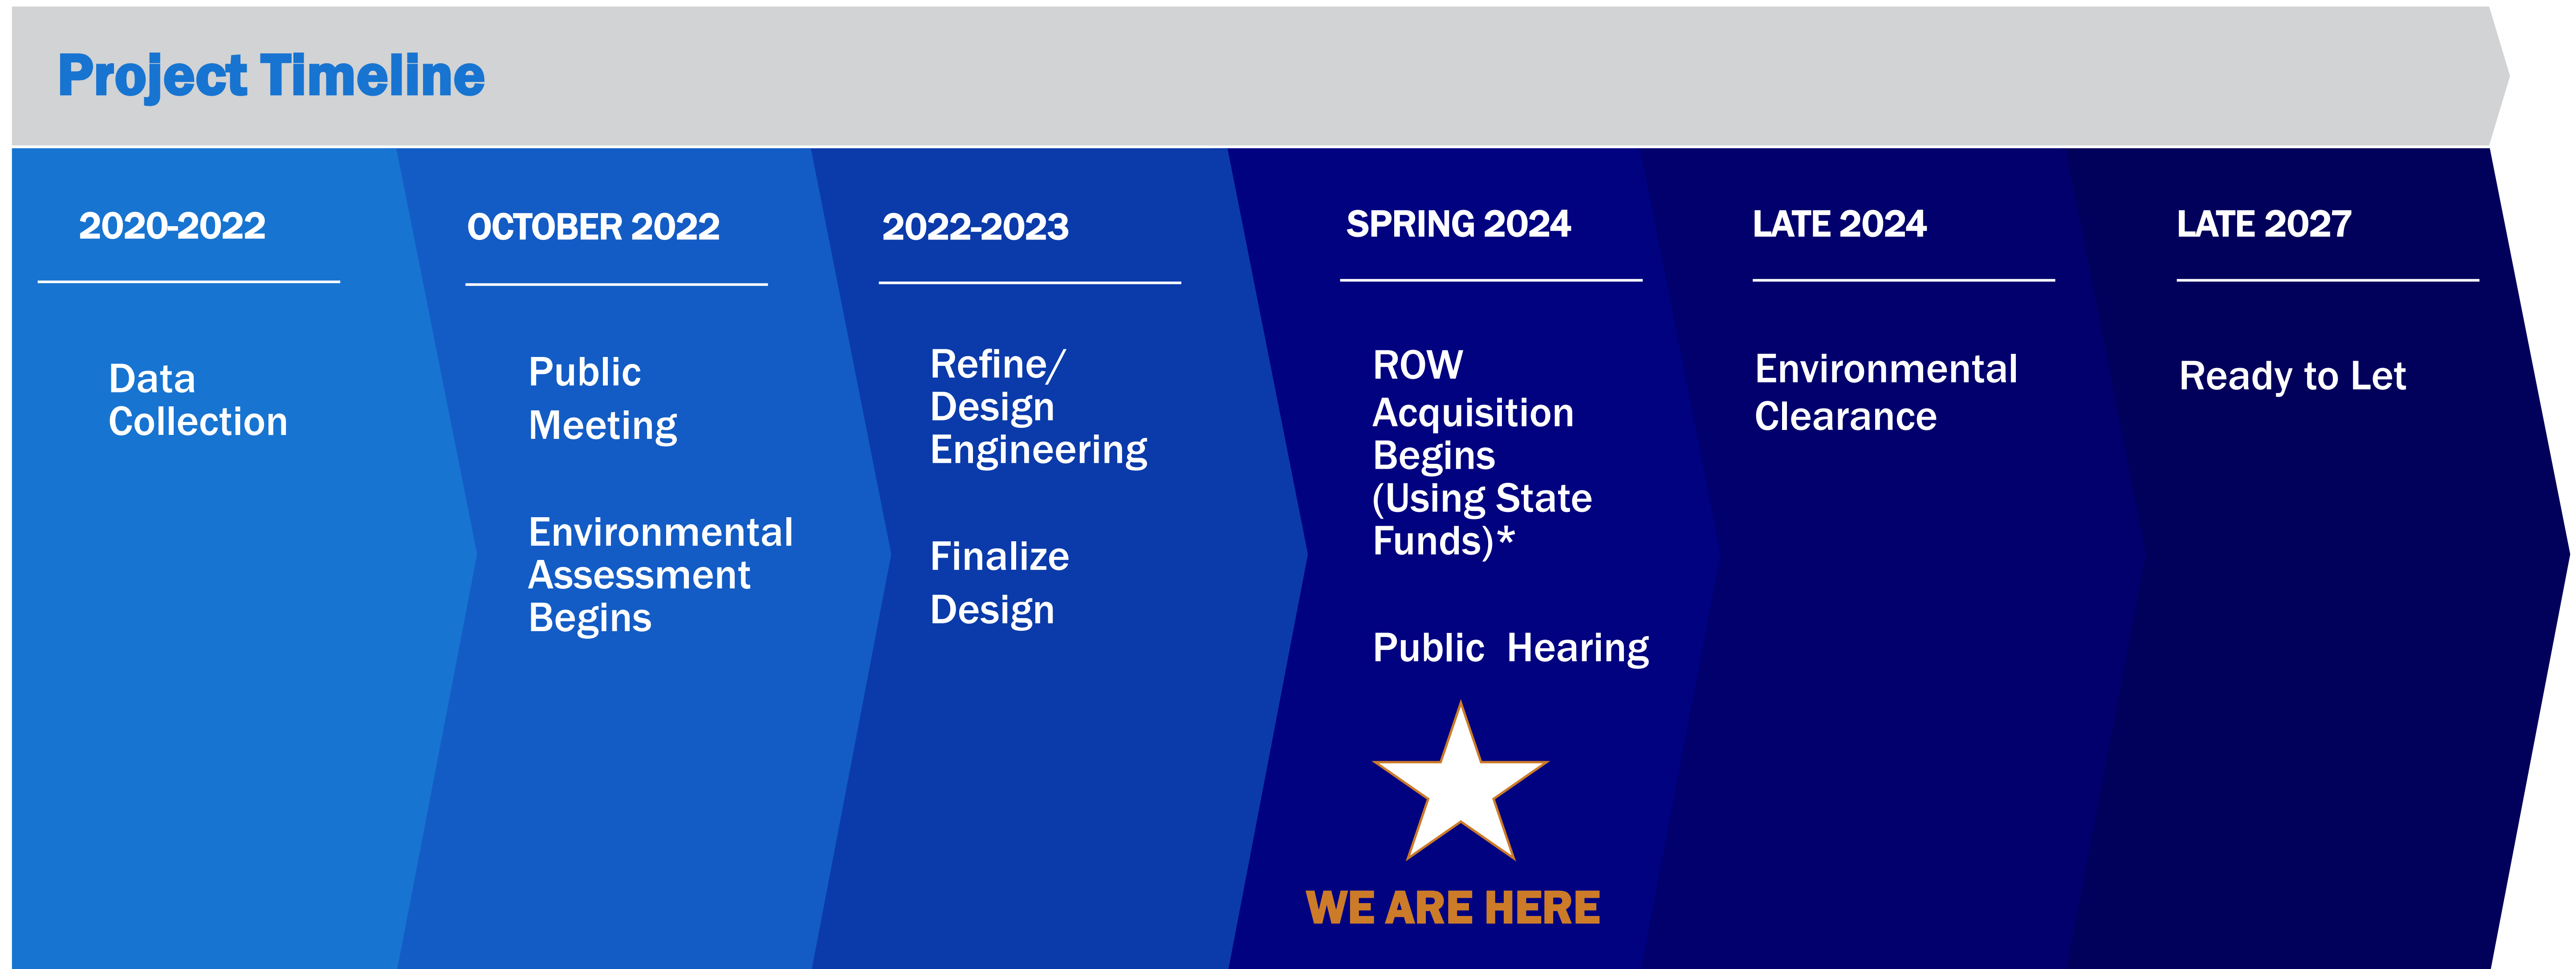 Project Timeline
2020-2022
Data
Collection
OCTOBER 2022
Public
Meeting
Environmental
Assessment
Begins
2022-2023
Refine/
Design
Engineering
Finalize
Design
SPRING 2024
ROW
Acquisition
Begins
(Using State
Funds)*
Public Hearing
WE ARE HERE
LATE 2024
Environmental
Clearance
LATE 2027
Ready to Let